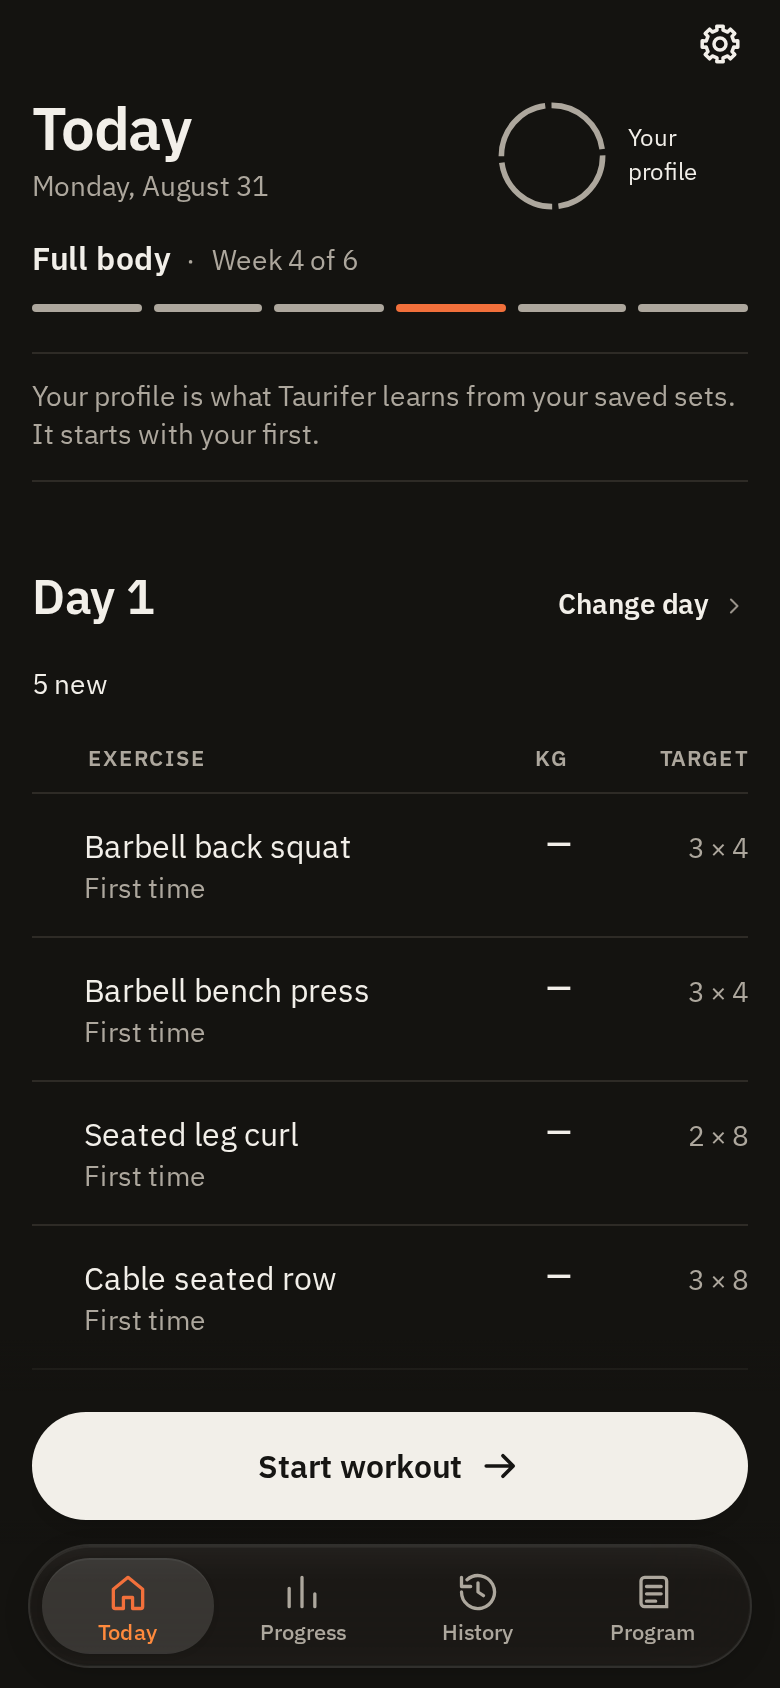 Today
Monday, August 31
Your
profile
Full body · Week 4 of 6
Your profile is what Taurifer learns from your saved sets.
It starts with your first.
Day 1
Change day
5 new
EXERCISE KG TARGET
Barbell back squat — 3 × 4
First time
Barbell bench press — 3 × 4
First time
Seated leg curl — 2 × 8
First time
Cable seated row — 3 × 8
First time
Start workout →
Today Progress History Program